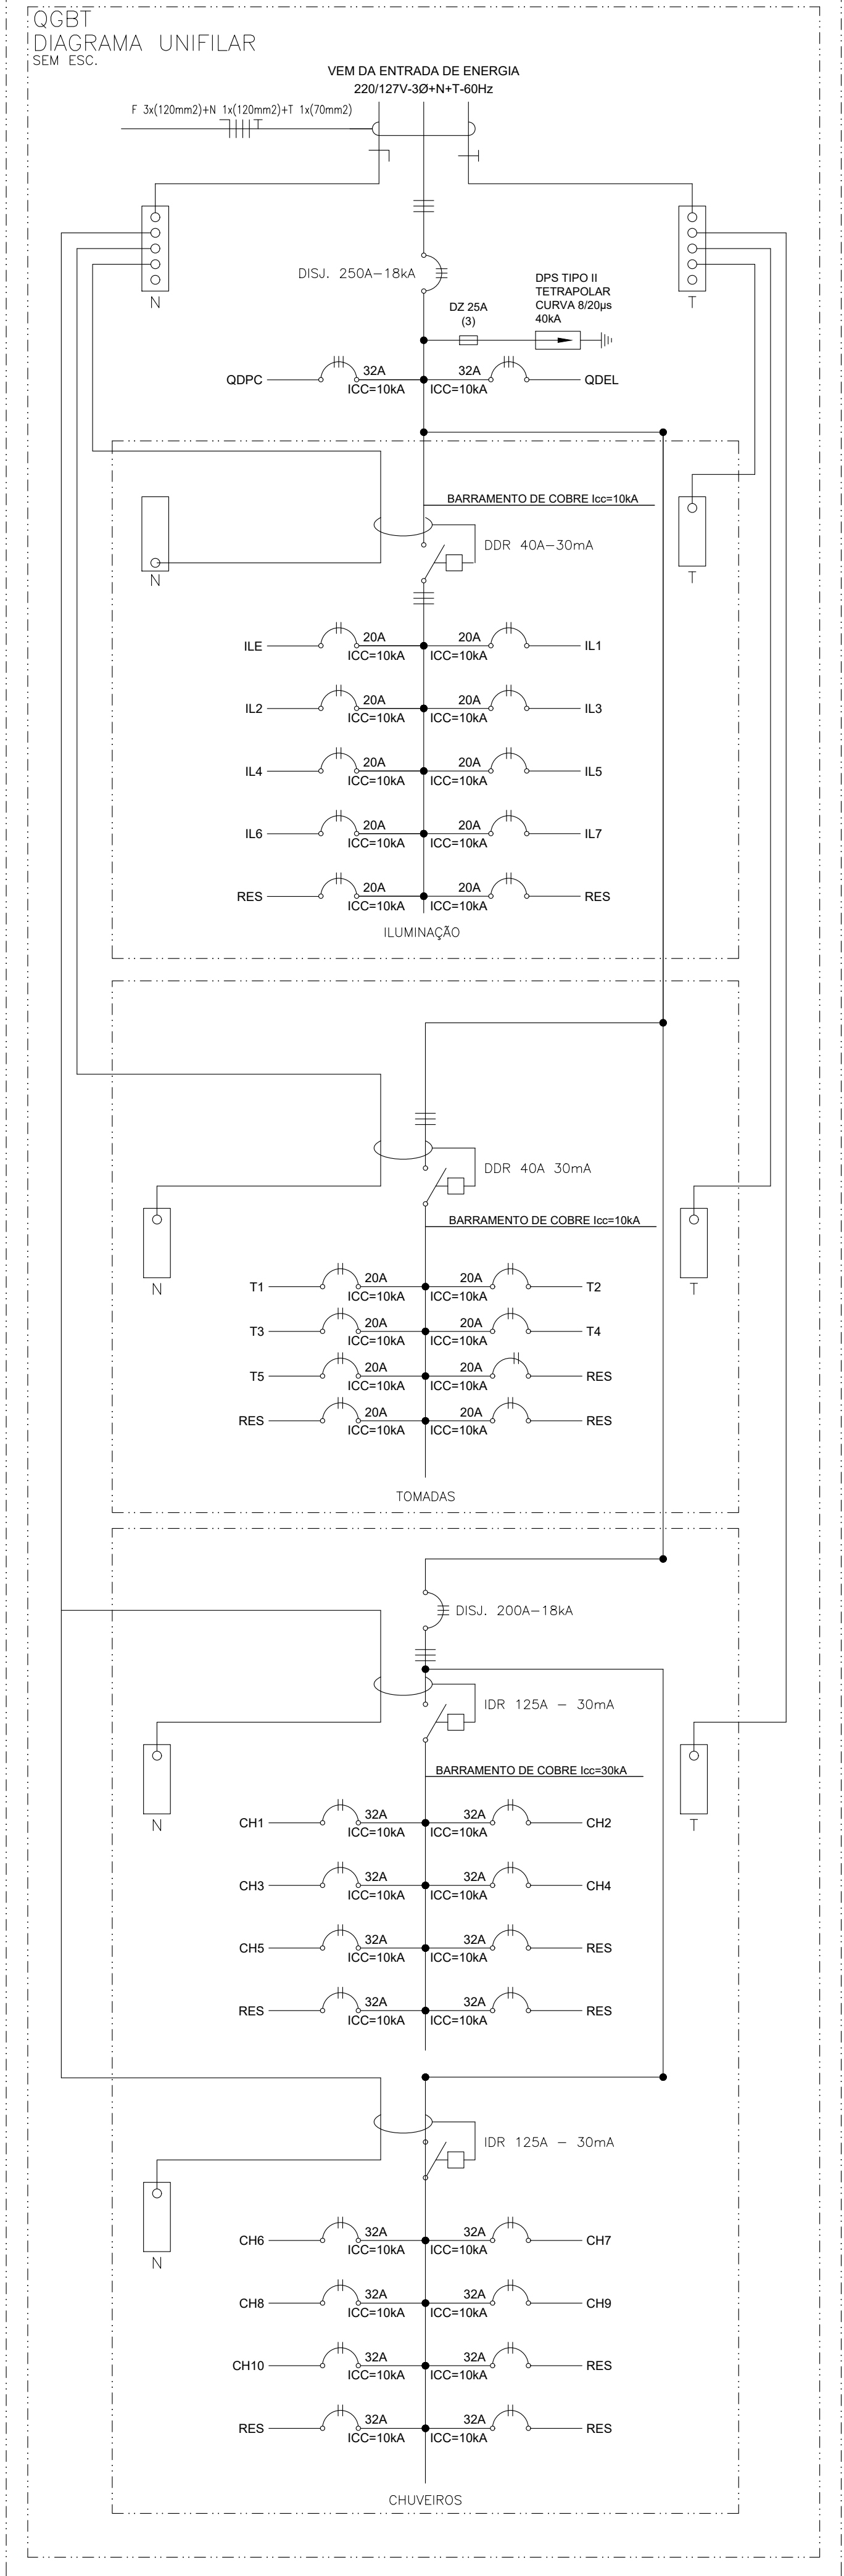 QGBT
DIAGRAMA UNIFILAR
SEM ESC.
VEM DA ENTRADA DE ENERGIA
220/127V-3Ø+N+T-60Hz
F 3x(120mm2)+N 1x(120mm2)+T 1x(70mm2)
N
T
DISJ. 250A-18kA
DPS TIPO II
TETRAPOLAR
CURVA 8/20µs
40kA
DZ 25A
(3)
QDPC 32A 32A QDEL
ICC=10kA ICC=10kA
BARRAMENTO DE COBRE Icc=10kA
DDR 40A-30mA
N
T
ILE 20A 20A IL1
ICC=10kA ICC=10kA
IL2 20A 20A IL3
ICC=10kA ICC=10kA
IL4 20A 20A IL5
ICC=10kA ICC=10kA
IL6 20A 20A IL7
ICC=10kA ICC=10kA
RES 20A 20A RES
ICC=10kA ICC=10kA
ILUMINAÇÃO
DDR 40A 30mA
BARRAMENTO DE COBRE Icc=10kA
N
T
T1 20A 20A T2
ICC=10kA ICC=10kA
T3 20A 20A T4
ICC=10kA ICC=10kA
T5 20A 20A RES
ICC=10kA ICC=10kA
RES 20A 20A RES
ICC=10kA ICC=10kA
TOMADAS
DISJ. 200A-18kA
IDR 125A - 30mA
BARRAMENTO DE COBRE Icc=30kA
N
T
CH1 32A 32A CH2
ICC=10kA ICC=10kA
CH3 32A 32A CH4
ICC=10kA ICC=10kA
CH5 32A 32A RES
ICC=10kA ICC=10kA
RES 32A 32A RES
ICC=10kA ICC=10kA
IDR 125A - 30mA
N
CH6 32A 32A CH7
ICC=10kA ICC=10kA
CH8 32A 32A CH9
ICC=10kA ICC=10kA
CH10 32A 32A RES
ICC=10kA ICC=10kA
RES 32A 32A RES
ICC=10kA ICC=10kA
CHUVEIROS